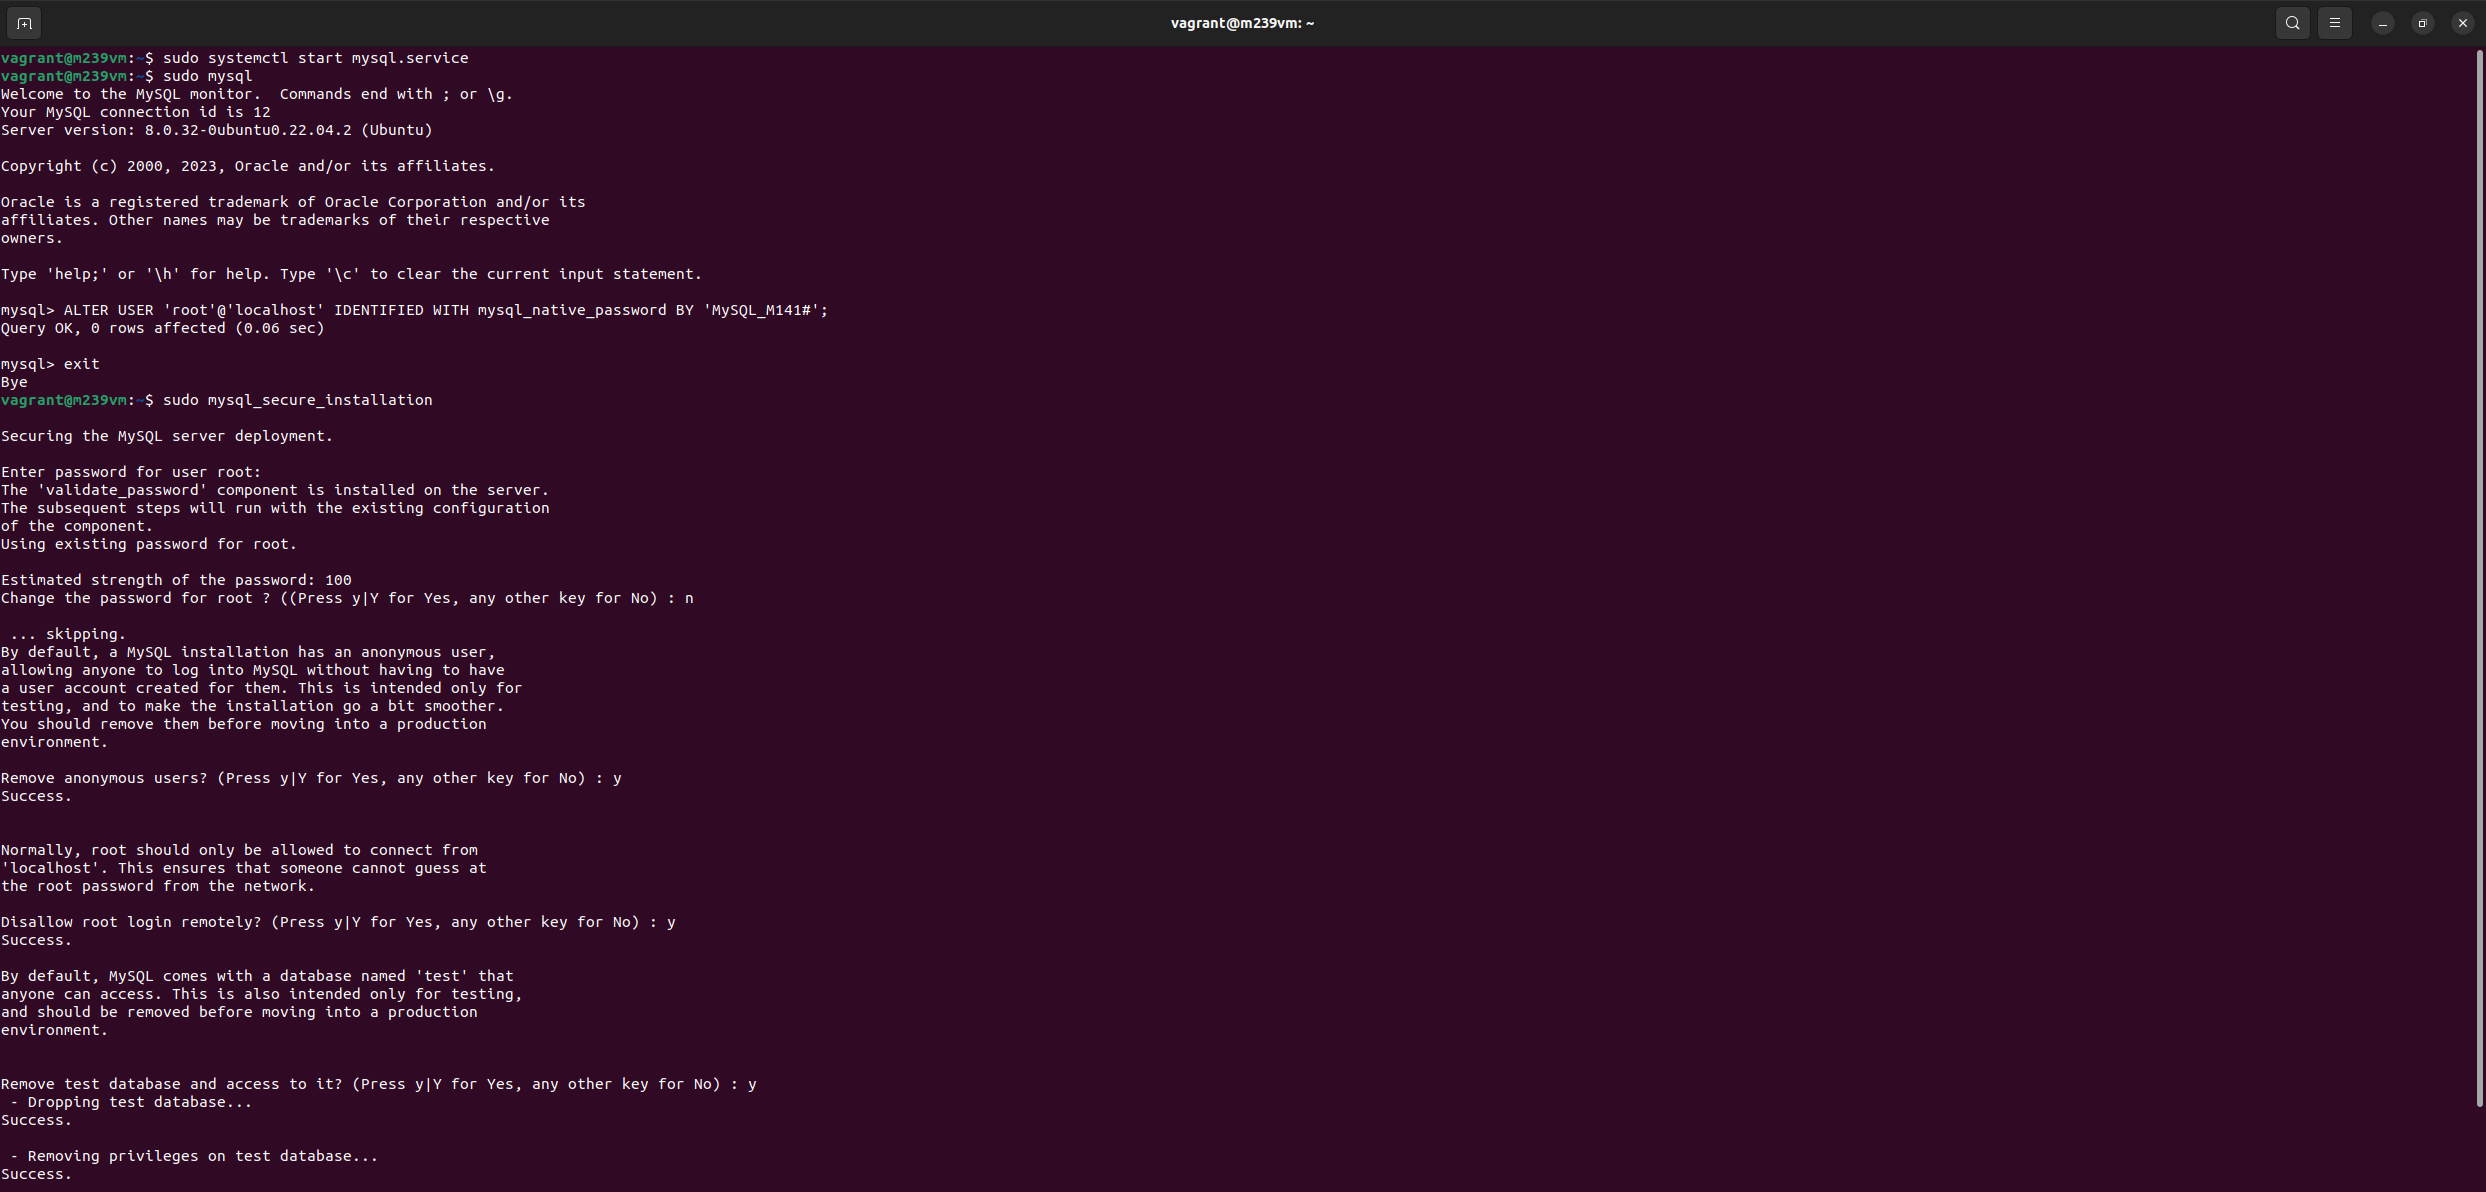 vagrant@m239vm: ~
vagrant@m239vm:~$ sudo systemctl start mysql.service
vagrant@m239vm:~$ sudo mysql
Welcome to the MySQL monitor.  Commands end with ; or \g.
Your MySQL connection id is 12
Server version: 8.0.32-0ubuntu0.22.04.2 (Ubuntu)
Copyright (c) 2000, 2023, Oracle and/or its affiliates.
Oracle is a registered trademark of Oracle Corporation and/or its
affiliates. Other names may be trademarks of their respective
owners.
Type 'help;' or '\h' for help. Type '\c' to clear the current input statement.
mysql> ALTER USER 'root'@'localhost' IDENTIFIED WITH mysql_native_password BY 'MySQL_M141#';
Query OK, 0 rows affected (0.06 sec)
mysql> exit
Bye
vagrant@m239vm:~$ sudo mysql_secure_installation
Securing the MySQL server deployment.
Enter password for user root:
The 'validate_password' component is installed on the server.
The subsequent steps will run with the existing configuration
of the component.
Using existing password for root.
Estimated strength of the password: 100
Change the password for root ? ((Press y|Y for Yes, any other key for No) : n
 ... skipping.
By default, a MySQL installation has an anonymous user,
allowing anyone to log into MySQL without having to have
a user account created for them. This is intended only for
testing, and to make the installation go a bit smoother.
You should remove them before moving into a production
environment.
Remove anonymous users? (Press y|Y for Yes, any other key for No) : y
Success.
Normally, root should only be allowed to connect from
'localhost'. This ensures that someone cannot guess at
the root password from the network.
Disallow root login remotely? (Press y|Y for Yes, any other key for No) : y
Success.
By default, MySQL comes with a database named 'test' that
anyone can access. This is also intended only for testing,
and should be removed before moving into a production
environment.
Remove test database and access to it? (Press y|Y for Yes, any other key for No) : y
 - Dropping test database...
Success.
 - Removing privileges on test database...
Success.